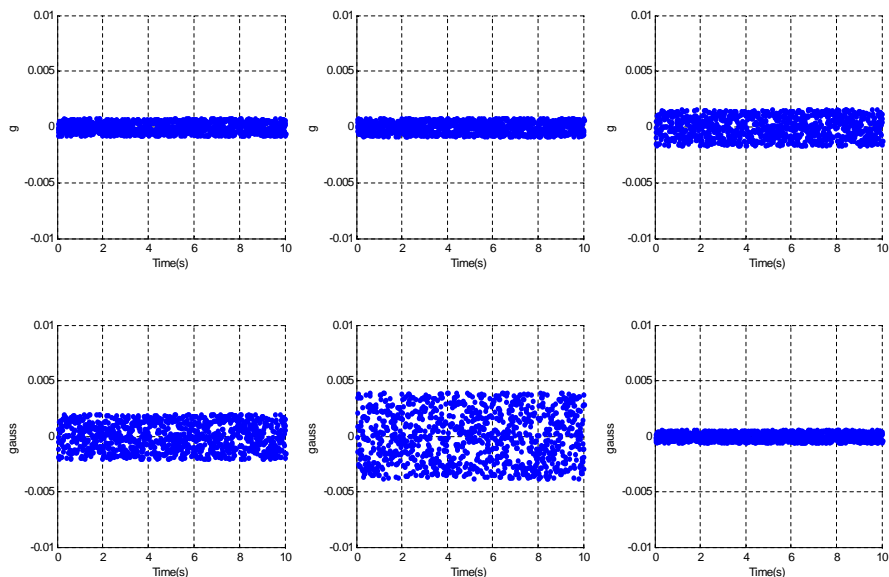 0.01 0.01 0.01
0.005 0.005 0.005
g 0 g 0 g 0
-0.005 -0.005 -0.005
-0.01 -0.01 -0.01
0 2 4 6 8 10 0 2 4 6 8 10 0 2 4 6 8 10
Time(s) Time(s) Time(s)
0.01 0.01 0.01
0.005 0.005 0.005
gauss 0 gauss 0 gauss 0
-0.005 -0.005 -0.005
-0.01 -0.01 -0.01
0 2 4 6 8 10 0 2 4 6 8 10 0 2 4 6 8 10
Time(s) Time(s) Time(s)